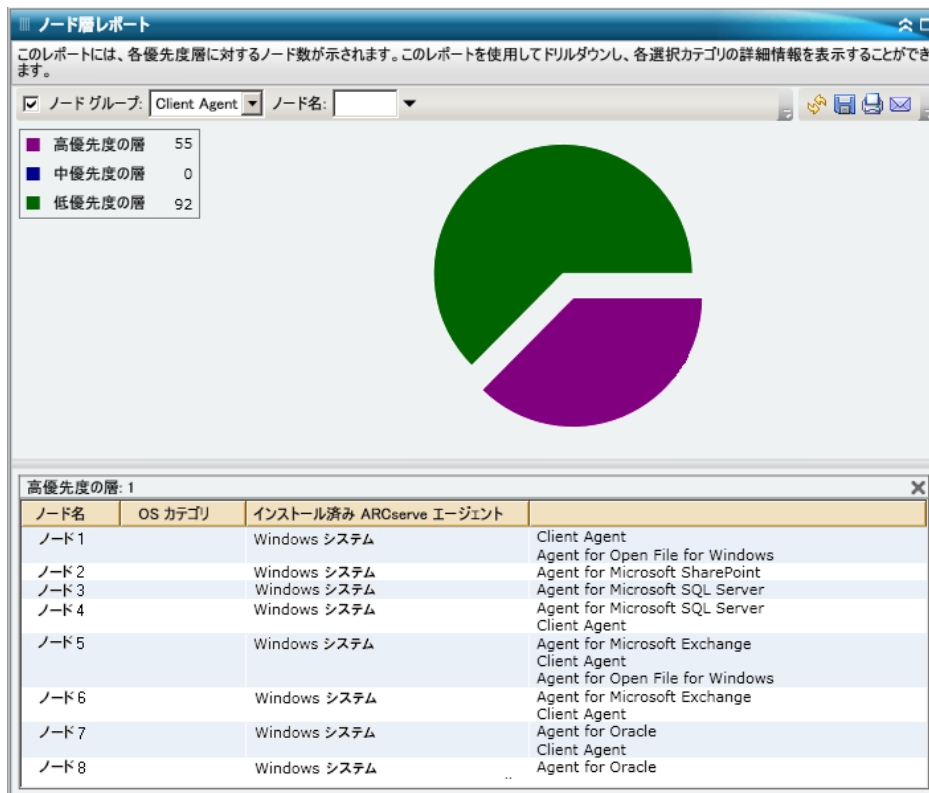 ノード層レポート
このレポートには、各優先度層に対するノード数が示されます。このレポートを使用してドリルダウンし、各選択カテゴリの詳細情報を表示することができ
ます。
ノード グループ: Client Agent ノード名:
高優先度の層 55
中優先度の層 0
低優先度の層 92
高優先度の層: 1
ノード名 OS カテゴリ インストール済み ARCserve エージェント
ノード 1 Windows システム Client Agent
Agent for Open File for Windows
ノード 2 Windows システム Agent for Microsoft SharePoint
ノード 3 Windows システム Agent for Microsoft SQL Server
ノード 4 Windows システム Agent for Microsoft SQL Server
Client Agent
ノード 5 Windows システム Agent for Microsoft Exchange
Client Agent
Agent for Open File for Windows
ノード 6 Windows システム Agent for Microsoft Exchange
Client Agent
ノード 7 Windows システム Agent for Oracle
Client Agent
ノード 8 Windows システム Agent for Oracle